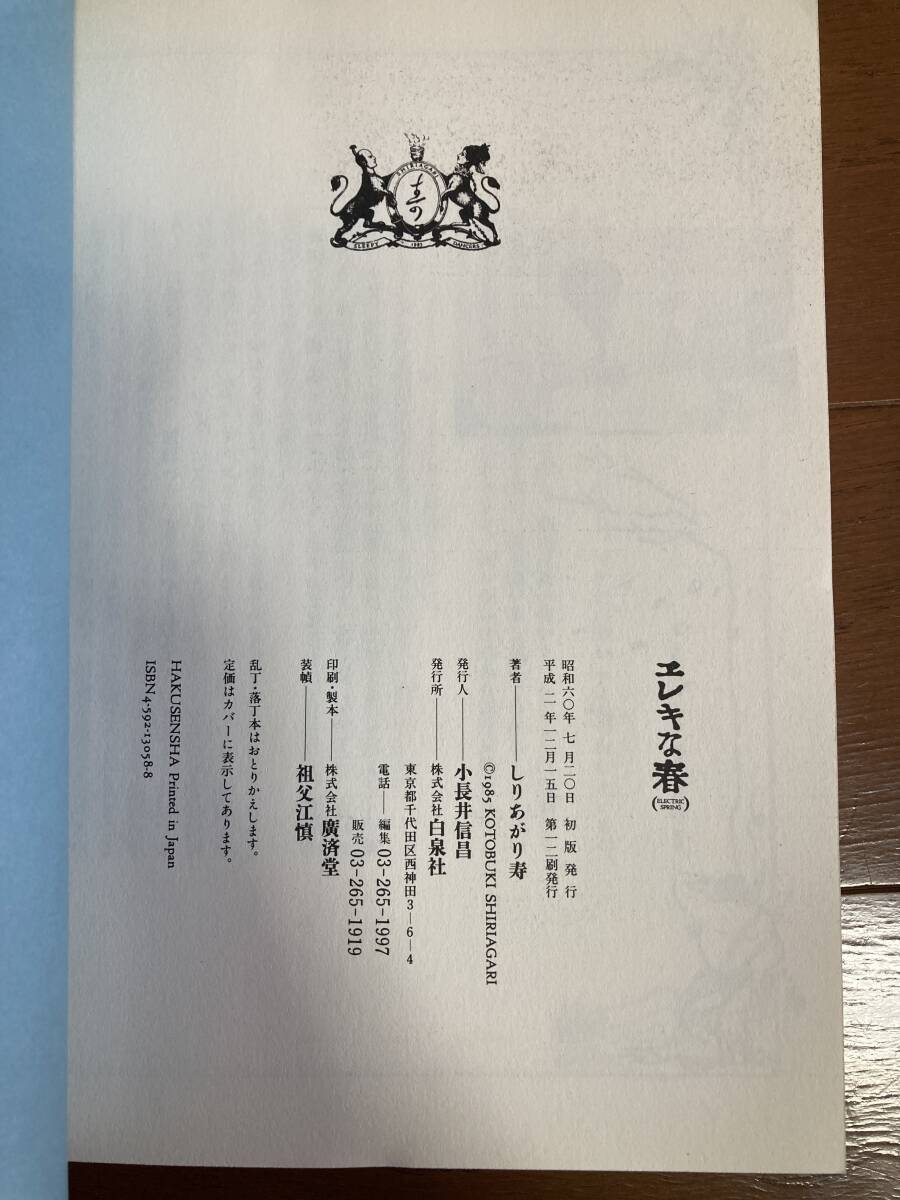 SHIRIAGARI
寿
SLEEPY
エレキな春
(ELECTRIC SPRING)
昭和六〇年 七月二〇日 初版発行
平成 二年一二月一五日 第一二刷発行
著者——しりあがり寿
©1985 KOTOBUKI SHIRIAGARI
発行人——小長井信昌
発行所——株式会社白泉社
東京都千代田区西神田3-6-4
電話——編集 03-265-1997
販売 03-265-1919
印刷・製本——株式会社廣済堂
装幀——祖父江慎
乱丁・落丁本はおとりかえします。
定価はカバーに表示してあります。
HAKUSENSHA Printed in Japan
ISBN4-592-13058-8